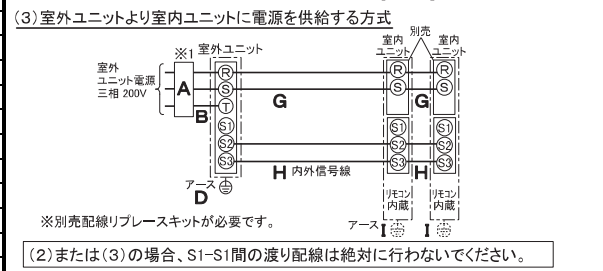 (3)室外ユニットより室内ユニットに電源を供給する方式
別売
※1 室外ユニット
室内
ユニット
室内
ユニット
室外
ユニット電源
三相 200V
A
B
R
S
T
S1
S2
S3
G
R
S
S1
S2
S3
G
R
S
S1
S2
S3
H 内外信号線
H
アース
D
リモコン
内蔵
リモコン
内蔵
アース I
I
※別売配線リプレースキットが必要です。
(2)または(3)の場合、S1-S1間の渡り配線は絶対に行わないでください。